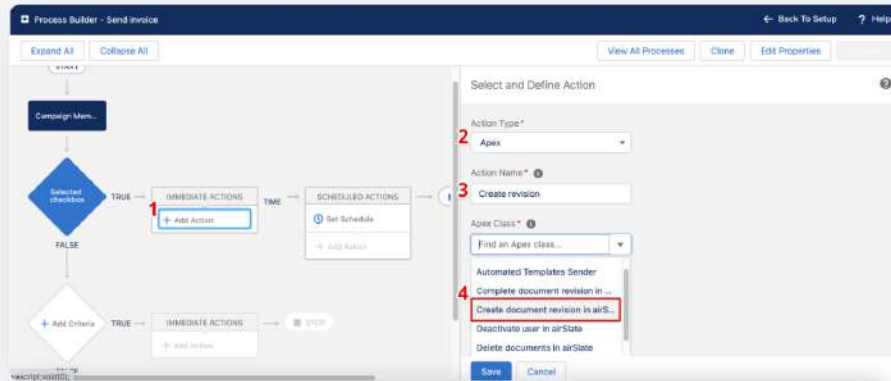 Process Builder - Send invoice
Back To Setup
? Help
Expand All
Collapse All
View All Processes
Clone
Edit Properties
START
Campaign Mem...
Selected checkbox
TRUE
1
IMMEDIATE ACTIONS
+ Add Action
TIME
SCHEDULED ACTIONS
Set Schedule
+ Add Action
FALSE
+ Add Criteria
TRUE
IMMEDIATE ACTIONS
+ Add Action
STOP
Select and Define Action
Action Type*
2
Apex
Action Name*
3
Create revision
Apex Class*
Find an Apex class...
Automated Templates Sender
Complete document revision in ...
4
Create document revision in airS...
Deactivate user in airSlate
Delete documents in airSlate
Save
Cancel